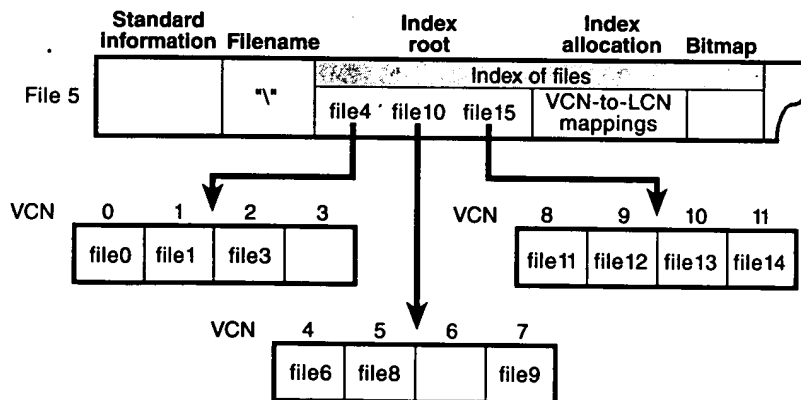 Standard information Filename Index root Index allocation Bitmap
Index of files
File 5 "\" file4 file10 file15 VCN-to-LCN mappings
VCN 0 1 2 3
file0 file1 file3
VCN 8 9 10 11
file11 file12 file13 file14
VCN 4 5 6 7
file6 file8 file9